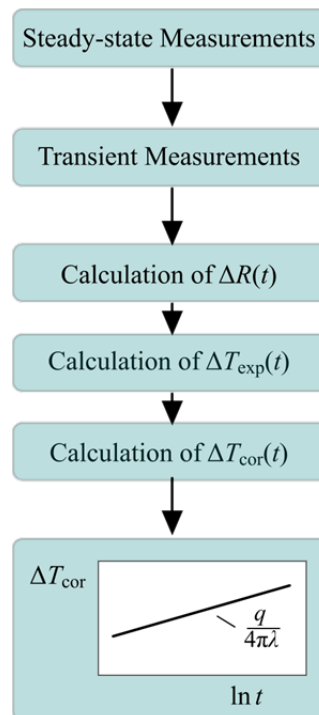 Steady-state Measurements
Transient Measurements
Calculation of ΔR(t)
Calculation of ΔT_exp(t)
Calculation of ΔT_cor(t)
ΔT_cor
q
4πλ
ln t